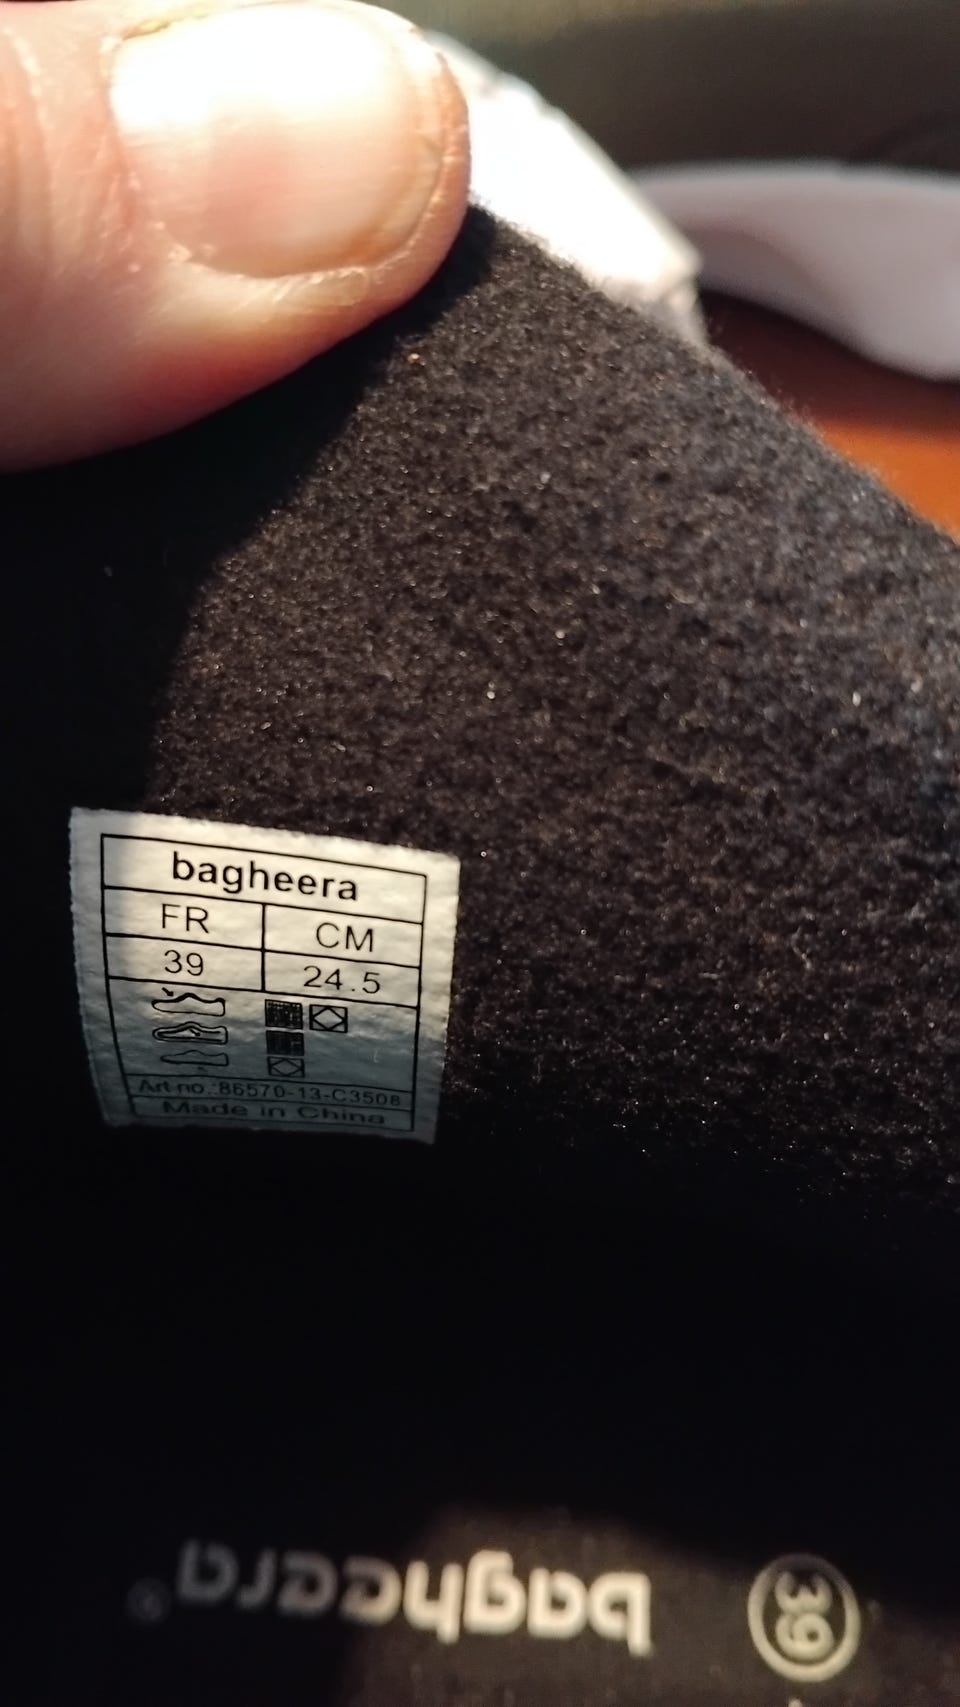 bagheera
FR CM
39 24.5
Art no.:86570-13-C3508
Made in China
bagheera®
39